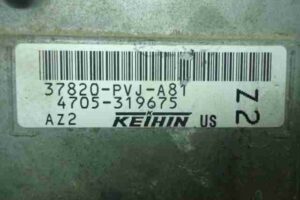 37820-PVJ-A81
4705-319675
AZ2 KEIHIN US
Z2